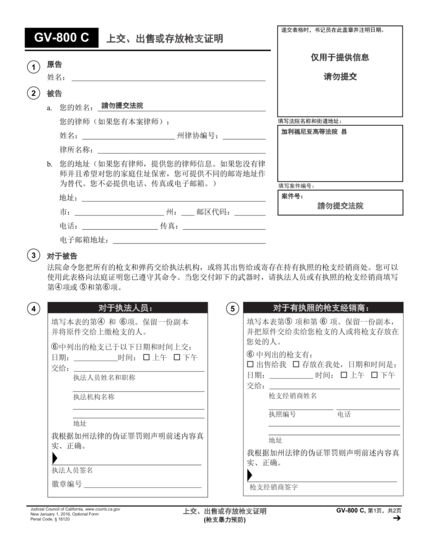 GV-800 C 上交、出售或存放枪支证明
递交表格时，书记员在此盖章并注明日期。
仅用于提供信息
请勿提交
1 原告
姓名：
2 被告
a. 您的姓名： 請勿提交法院
您的律师（如果您有本案律师）：
姓名： 州律协编号：
律所名称：
填写法院名称和街道地址：
加利福尼亚高等法院 县
b. 您的地址（如果您有律师，提供您的律师信息。如果您没有律
师并且希望对您的家庭住址保密，您可提供不同的邮寄地址作
为替代。您不必提供电话、传真或电子邮箱。）
地址：
市： 州： 邮区代码：
电话： 传真：
电子邮箱地址：
填写案件编号：
案件号：
請勿提交法院
3 对于被告
法院命令您把所有的枪支和弹药交给执法机构，或将其出售给或寄存在持有执照的枪支经销商处。您可以
使用此表格向法庭证明您已遵守其命令。当您交付卸下的武器时，请执法人员或有执照的枪支经销商填写
第④项或 ⑤和第⑥项。
4 对于执法人员：
填写本表的第④ 和 ⑥项。保留一份副本
并将原件交给上缴枪支的人。
⑥中列出的枪支已于以下日期和时间上交：
日期： 时间： □ 上午 □ 下午
交给：
执法人员姓名和职称
执法机构名称
地址
我根据加州法律的伪证罪罚则声明前述内容真
实、正确。
执法人员签名
徽章编号
5 对于有执照的枪支经销商：
填写本表第⑤ 项和第 ⑥ 项。保留一份副本，
并把原件交给卖给您枪支的人或将枪支存放在
您处的人。
⑥ 中列出的枪支有：
□ 出售给我 □ 存放在我处，日期和时间是：
日期： 时间： □ 上午 □ 下午
交给：
枪支经销商姓名
执照编号 电话
地址
我根据加州法律的伪证罪罚则声明前述内容真
实、正确。
枪支经销商签字
Judicial Council of California, www.courts.ca.gov
New January 1, 2016, Optional Form
Penal Code, § 18120
上交、出售或存放枪支证明
(枪支暴力预防)
GV-800 C, 第1页，共2页
→